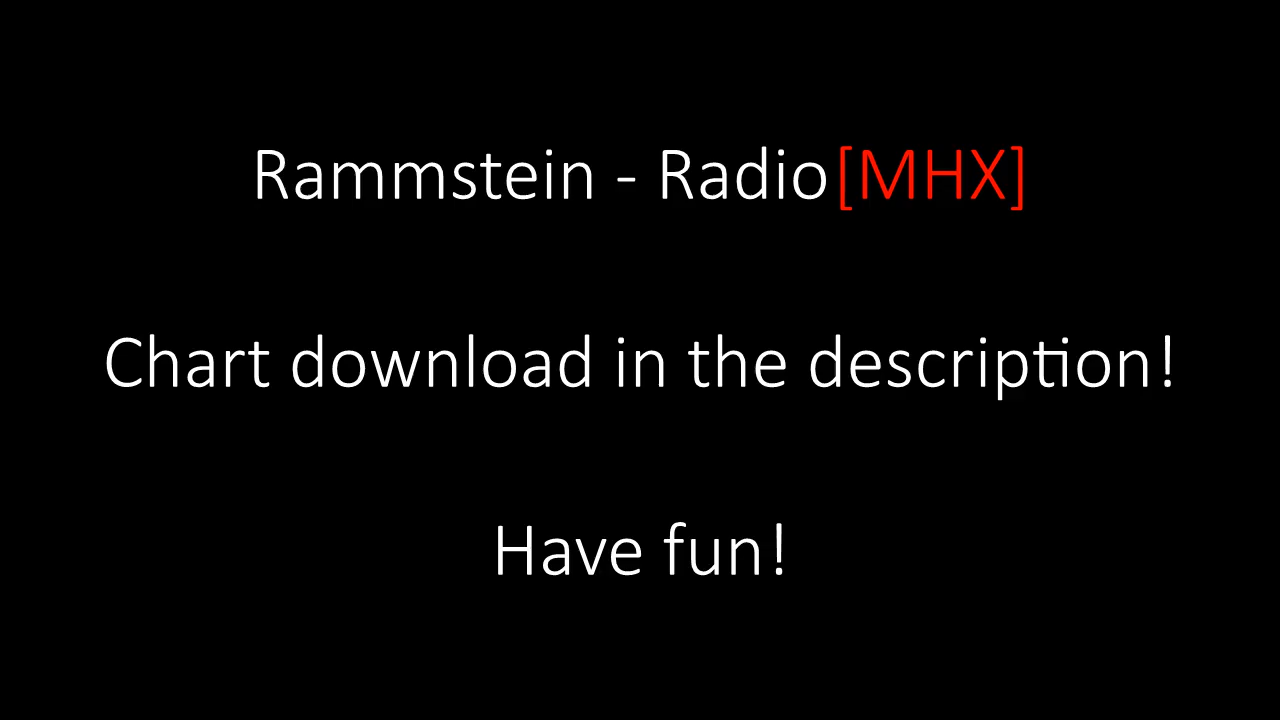 Rammstein - Radio[MHX]
Chart download in the description!
Have fun!